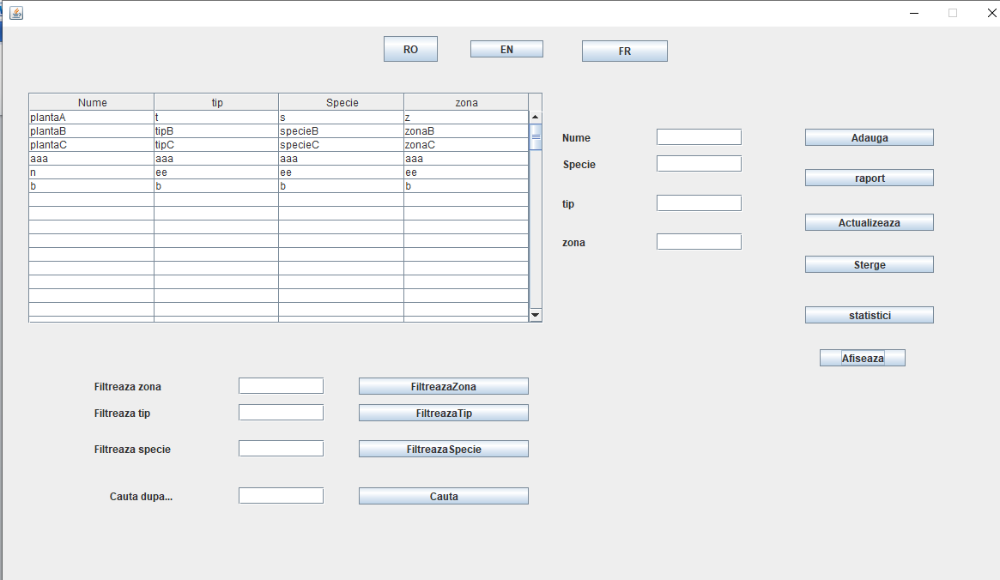 RO EN FR
Nume tip Specie zona
plantaA t s z
plantaB tipB specieB zonaB
plantaC tipC specieC zonaC
aaa aaa aaa aaa
n ee ee ee
b b b b
Nume
Specie
tip
zona
Adauga
raport
Actualizeaza
Sterge
statistici
Afiseaza
Filtreaza zona FiltreazaZona
Filtreaza tip FiltreazaTip
Filtreaza specie FiltreazaSpecie
Cauta dupa... Cauta